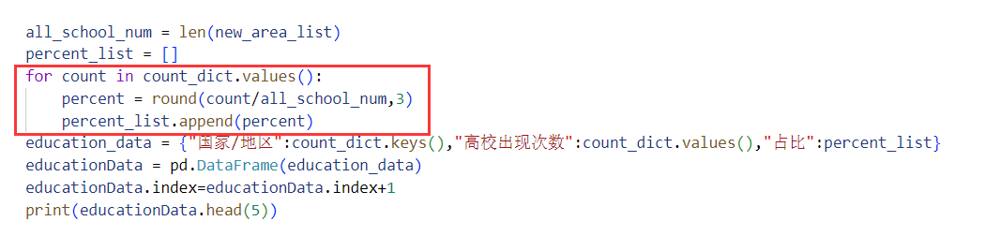 all_school_num = len(new_area_list)
percent_list = []
for count in count_dict.values():
    percent = round(count/all_school_num,3)
    percent_list.append(percent)
education_data = {"国家/地区":count_dict.keys(),"高校出现次数":count_dict.values(),"占比":percent_list}
educationData = pd.DataFrame(education_data)
educationData.index=educationData.index+1
print(educationData.head(5))